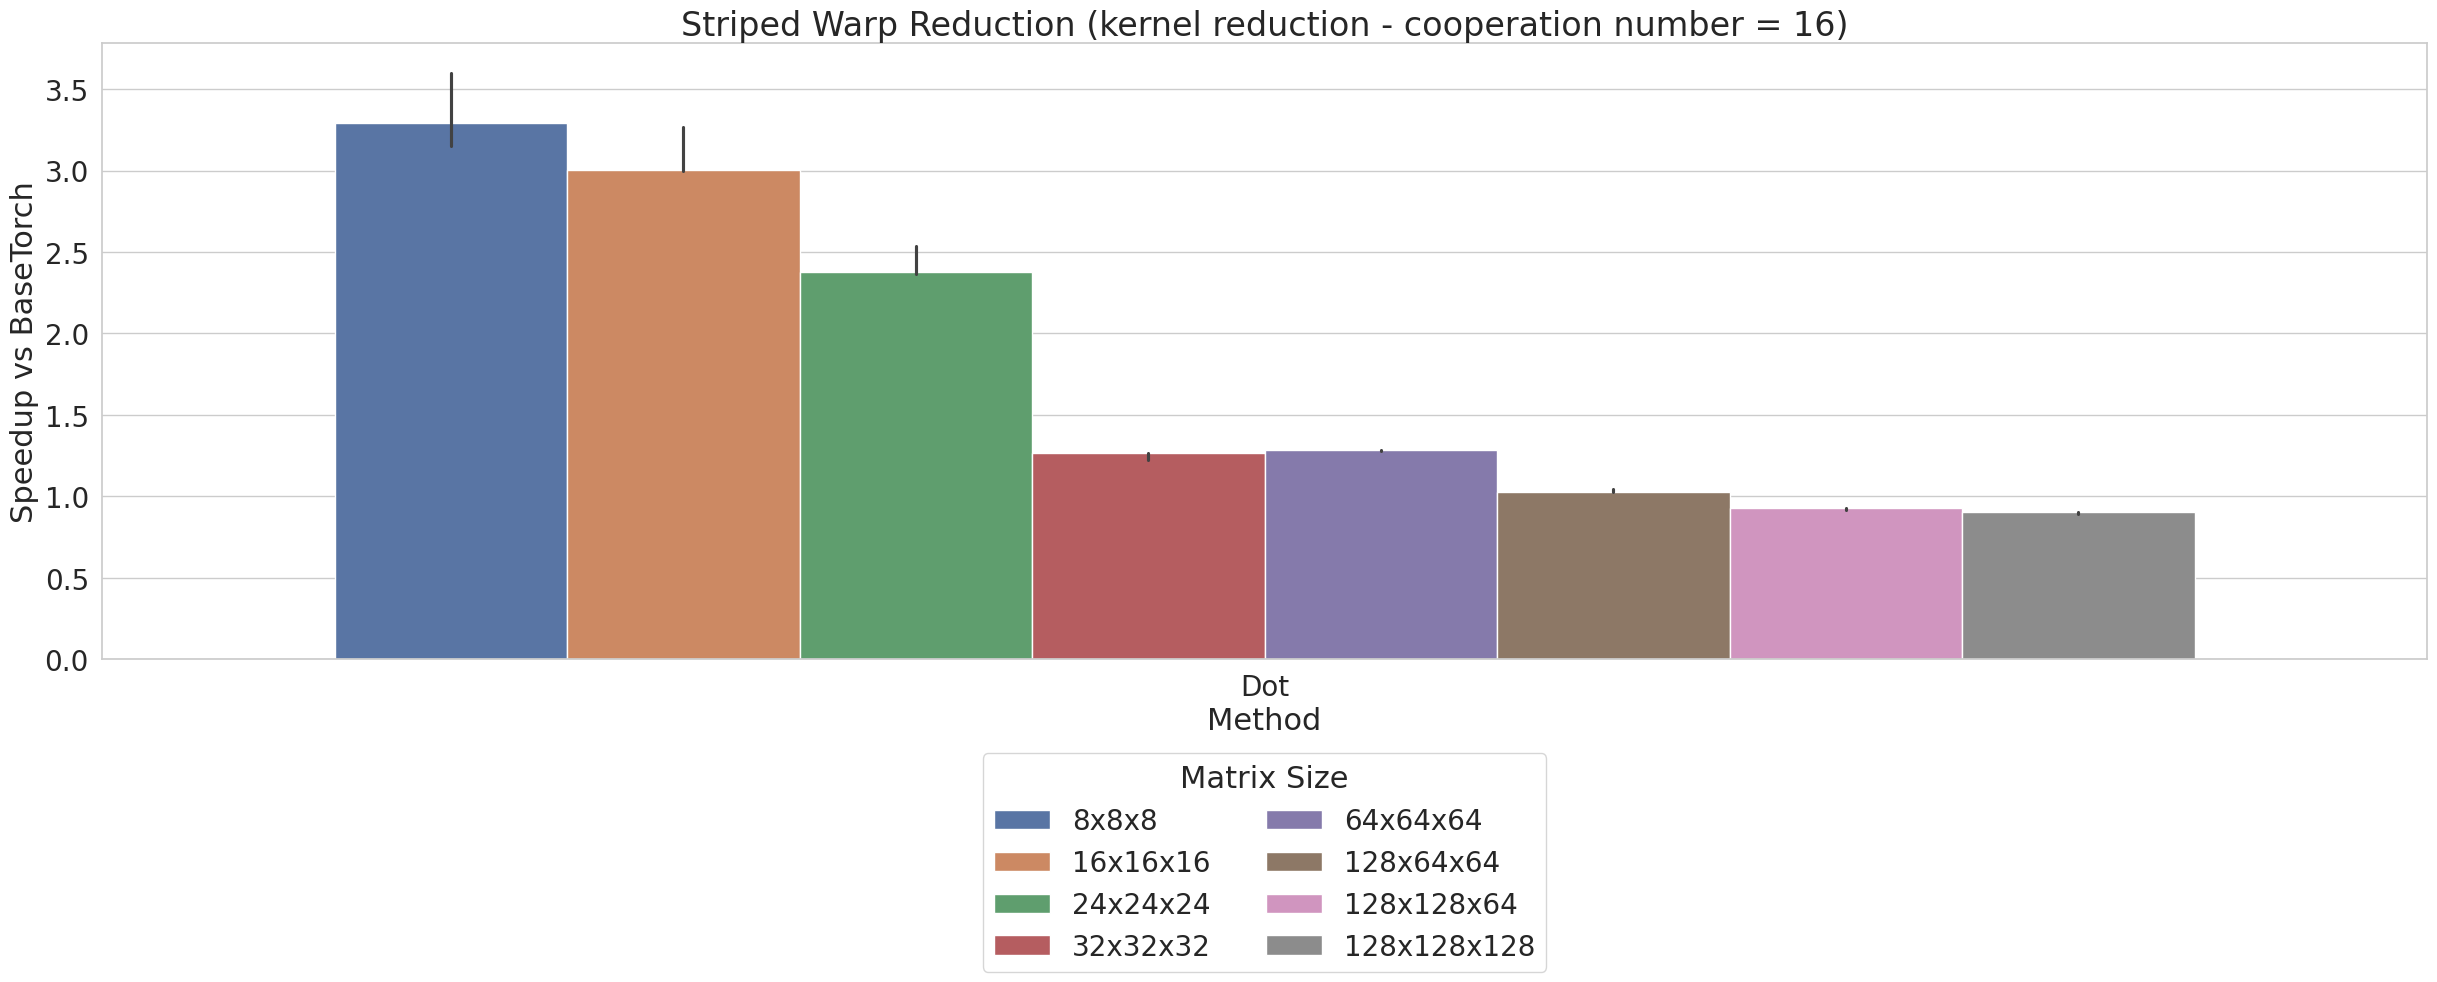 Striped Warp Reduction (kernel reduction - cooperation number = 16)
Speedup vs BaseTorch
3.5
3.0
2.5
2.0
1.5
1.0
0.5
0.0
Dot
Method
Matrix Size
8x8x8
16x16x16
24x24x24
32x32x32
64x64x64
128x64x64
128x128x64
128x128x128